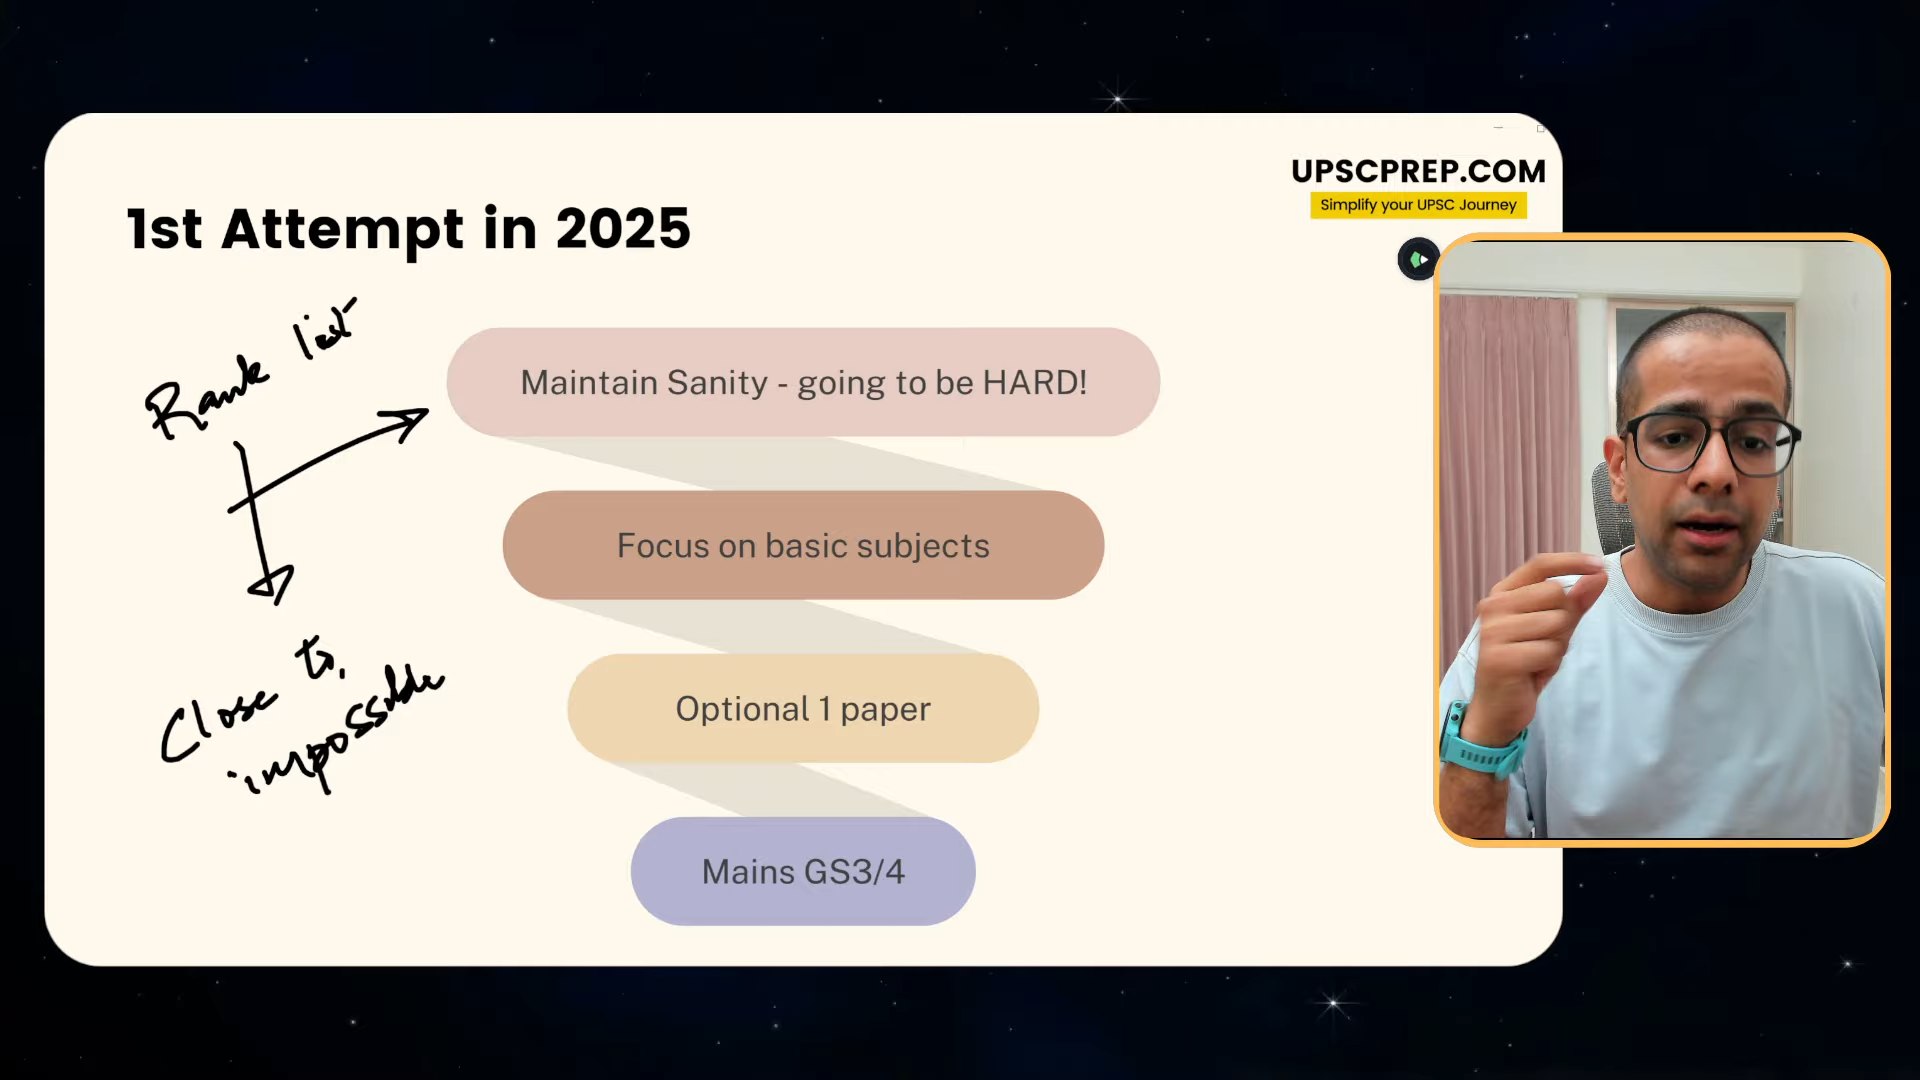 UPSCPREP.COM
Simplify your UPSC Journey
1st Attempt in 2025
Rank list
Maintain Sanity - going to be HARD!
Focus on basic subjects
Close to
impossible
Optional 1 paper
Mains GS3/4